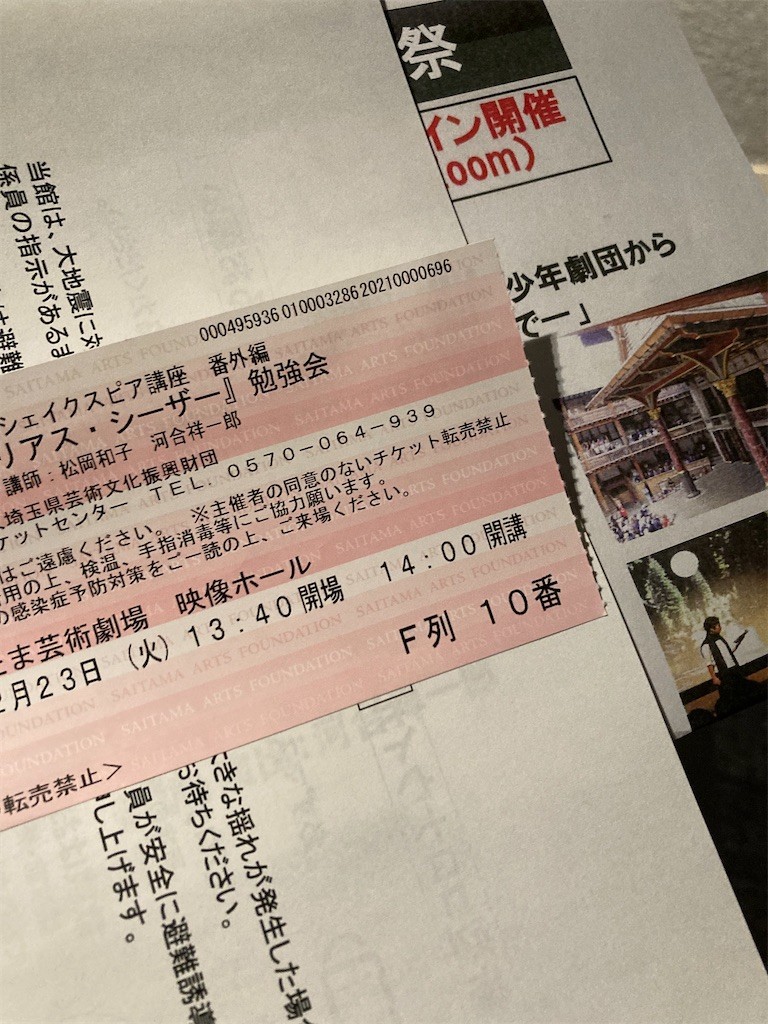 祭
イン開催
oom)
少年劇団から
でー」
当館は、大地震に
係員の指示があるま
避難
000495936 0100032862021000​0696
シェイクスピア講座 番外編
リアス・シーザー』勉強会
講師:松岡和子 河合祥一郎
埼玉県芸術文化振興財団
ケットセンター TEL. 0570-064-939
はご遠慮ください。 ※主催者の同意のないチケット転売禁止
用の上、検温、手指消毒等にご協力願います。
の感染症予防対策をご一読の上、ご来場ください。
ま芸術劇場 映像ホール
2月23日 (火) 13:40開場 14:00開講
F列 10番
転売禁止>
SAITAMA ARTS FOUNDATION
きな揺れが発生した場
お待ちください。
員が安全に避難誘導
し上げます。